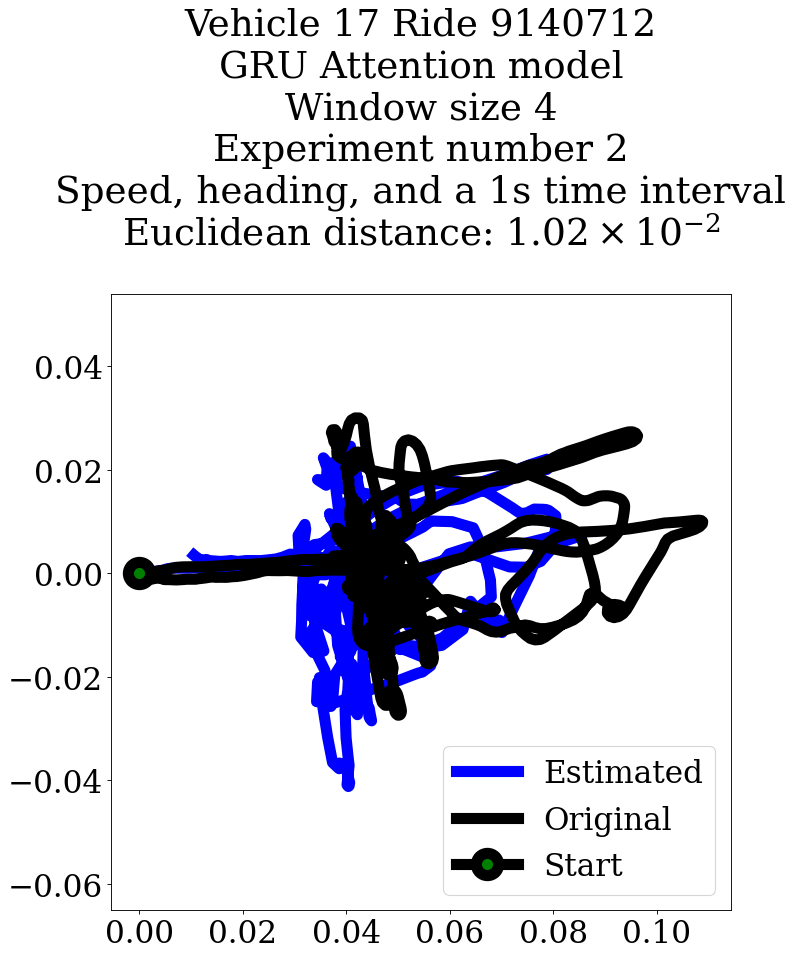 Vehicle 17 Ride 9140712
GRU Attention model
Window size 4
Experiment number 2
Speed, heading, and a 1s time interval
Euclidean distance: 1.02 × 10⁻²
0.04
0.02
0.00
−0.02
−0.04
−0.06
Estimated
Original
Start
0.00 0.02 0.04 0.06 0.08 0.10